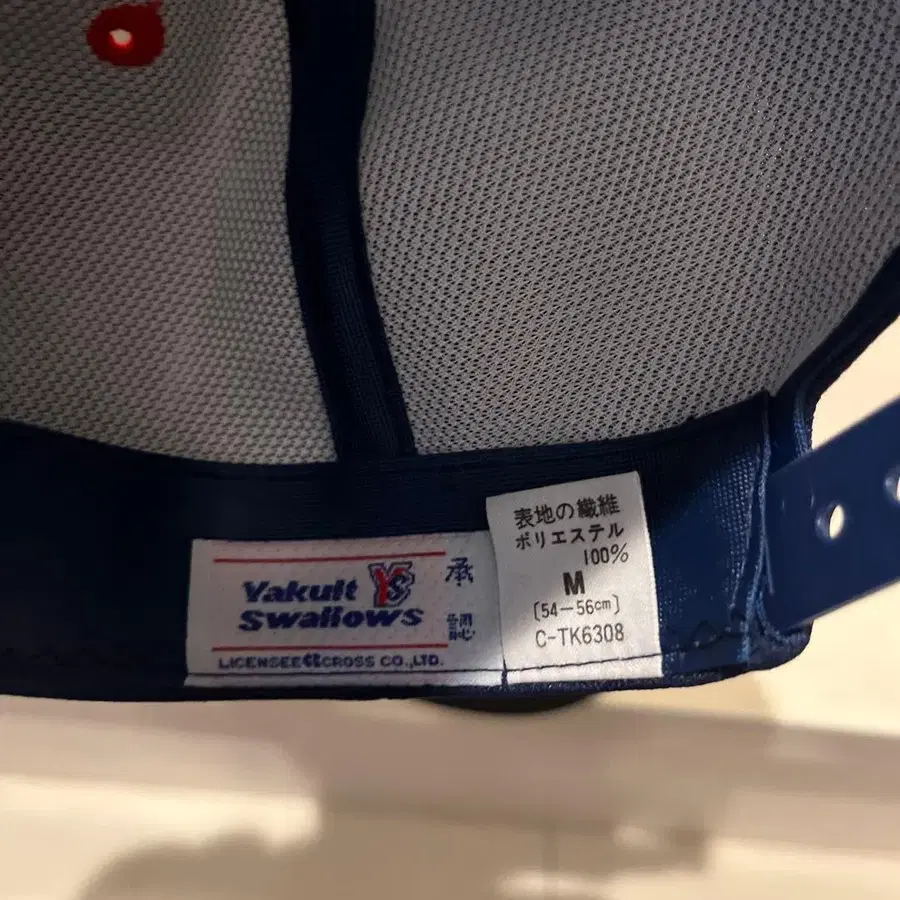 Yakult YS
Swallows
承認
LICENSEE CROSS CO.,LTD.
表地の繊維
ポリエステル
100%
M
[54-56cm]
C-TK6308